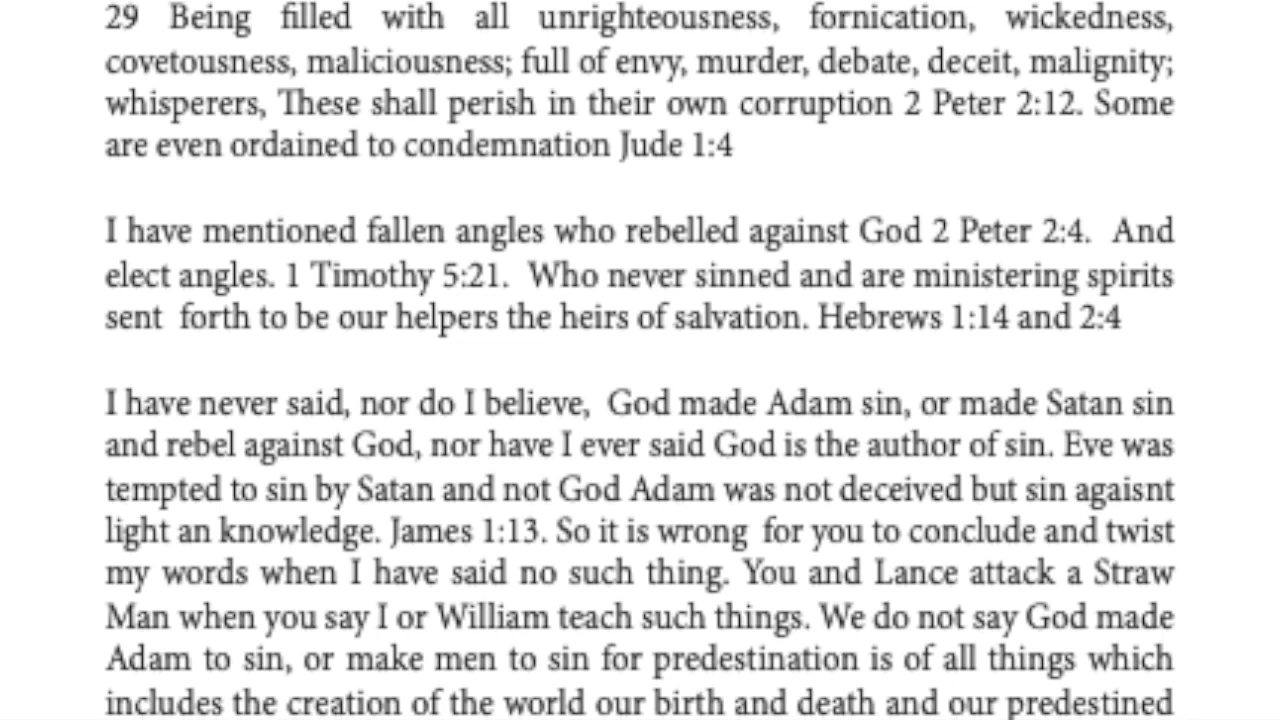 29 Being filled with all unrighteousness, fornication, wickedness,
covetousness, maliciousness; full of envy, murder, debate, deceit, malignity;
whisperers, These shall perish in their own corruption 2 Peter 2:12. Some
are even ordained to condemnation Jude 1:4
I have mentioned fallen angles who rebelled against God 2 Peter 2:4. And
elect angles. 1 Timothy 5:21. Who never sinned and are ministering spirits
sent forth to be our helpers the heirs of salvation. Hebrews 1:14 and 2:4
I have never said, nor do I believe, God made Adam sin, or made Satan sin
and rebel against God, nor have I ever said God is the author of sin. Eve was
tempted to sin by Satan and not God Adam was not deceived but sin agaisnt
light an knowledge. James 1:13. So it is wrong for you to conclude and twist
my words when I have said no such thing. You and Lance attack a Straw
Man when you say I or William teach such things. We do not say God made
Adam to sin, or make men to sin for predestination is of all things which
includes the creation of the world our birth and death and our predestined